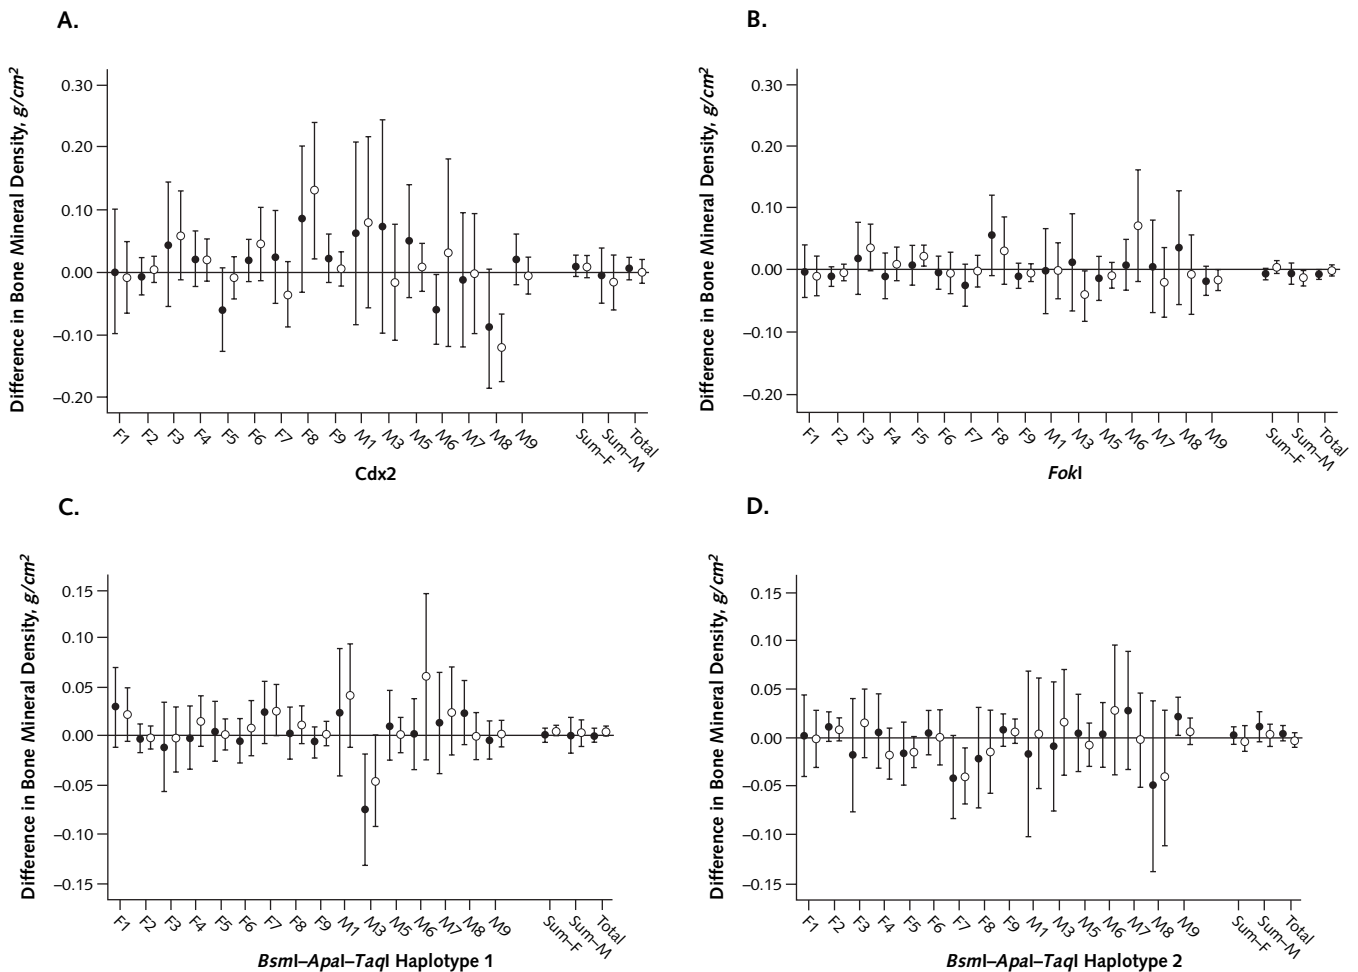 A.
Difference in Bone Mineral Density, g/cm²
0.30
0.20
0.10
0.00
–0.10
–0.20
F1 F2 F3 F4 F5 F6 F7 F8 F9 M1 M3 M5 M6 M7 M8 M9 Sum–F Sum–M Total
Cdx2
B.
Difference in Bone Mineral Density, g/cm²
0.30
0.20
0.10
0.00
–0.10
–0.20
F1 F2 F3 F4 F5 F6 F7 F8 F9 M1 M3 M5 M6 M7 M8 M9 Sum–F Sum–M Total
FokI
C.
Difference in Bone Mineral Density, g/cm²
0.15
0.10
0.05
0.00
–0.05
–0.10
–0.15
F1 F2 F3 F4 F5 F6 F7 F8 F9 M1 M3 M5 M6 M7 M8 M9 Sum–F Sum–M Total
BsmI–ApaI–TaqI Haplotype 1
D.
Difference in Bone Mineral Density, g/cm²
0.15
0.10
0.05
0.00
–0.05
–0.10
–0.15
F1 F2 F3 F4 F5 F6 F7 F8 F9 M1 M3 M5 M6 M7 M8 M9 Sum–F Sum–M Total
BsmI–ApaI–TaqI Haplotype 2